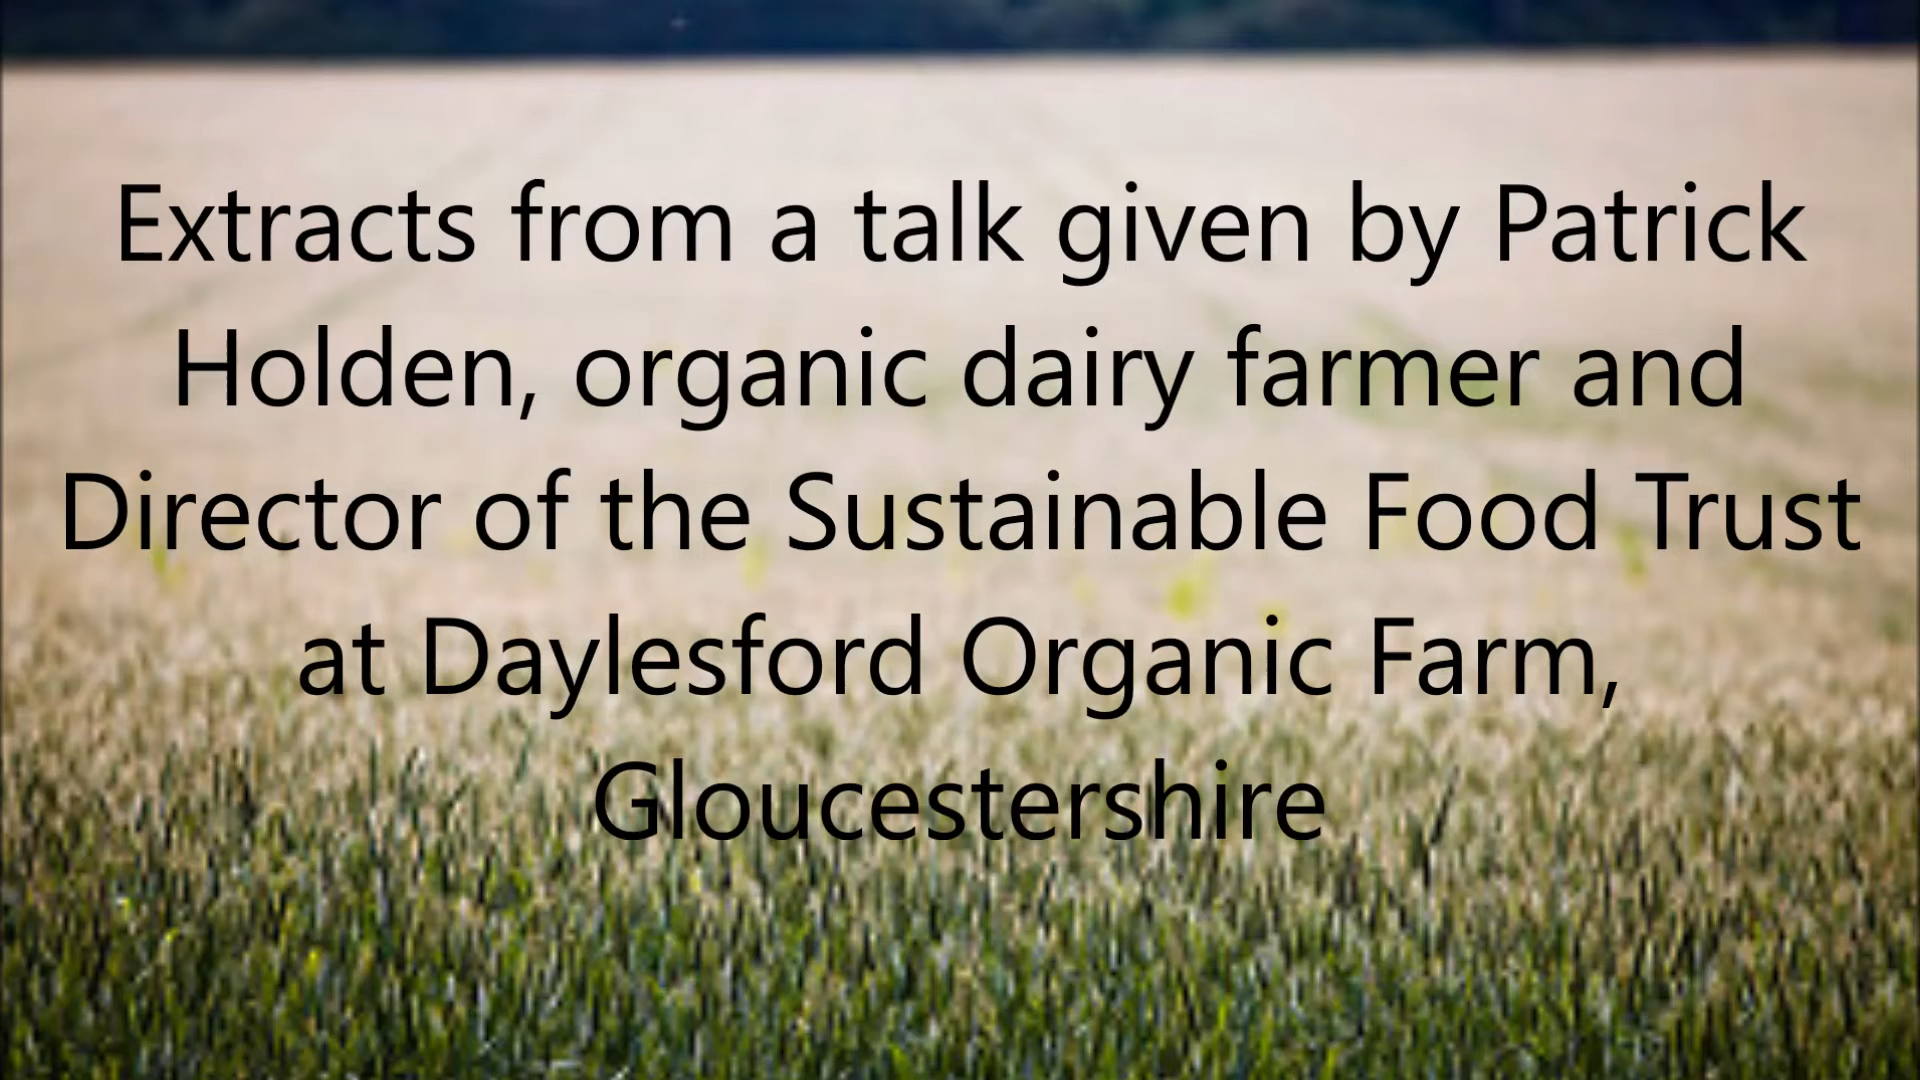 Extracts from a talk given by Patrick
Holden, organic dairy farmer and
Director of the Sustainable Food Trust
at Daylesford Organic Farm,
Gloucestershire